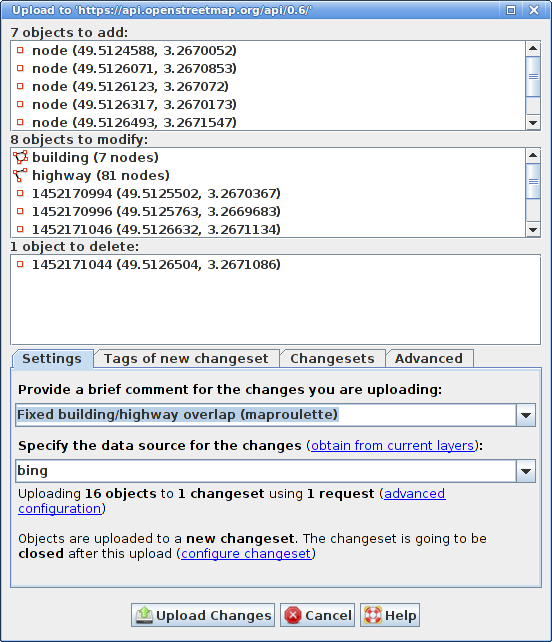 Upload to 'https://api.openstreetmap.org/api/0.6/'
7 objects to add:
node (49.5124588, 3.2670052)
node (49.5126071, 3.2670853)
node (49.5126123, 3.267072)
node (49.5126317, 3.2670173)
node (49.5126493, 3.2671547)
8 objects to modify:
building (7 nodes)
highway (81 nodes)
1452170994 (49.5125502, 3.2670367)
1452170996 (49.5125763, 3.2669683)
1452171046 (49.5126632, 3.2671134)
1 object to delete:
1452171044 (49.5126504, 3.2671086)
Settings Tags of new changeset Changesets Advanced
Provide a brief comment for the changes you are uploading:
Fixed building/highway overlap (maproulette)
Specify the data source for the changes (obtain from current layers):
bing
Uploading 16 objects to 1 changeset using 1 request (advanced
configuration)
Objects are uploaded to a new changeset. The changeset is going to be
closed after this upload (configure changeset)
Upload Changes Cancel Help